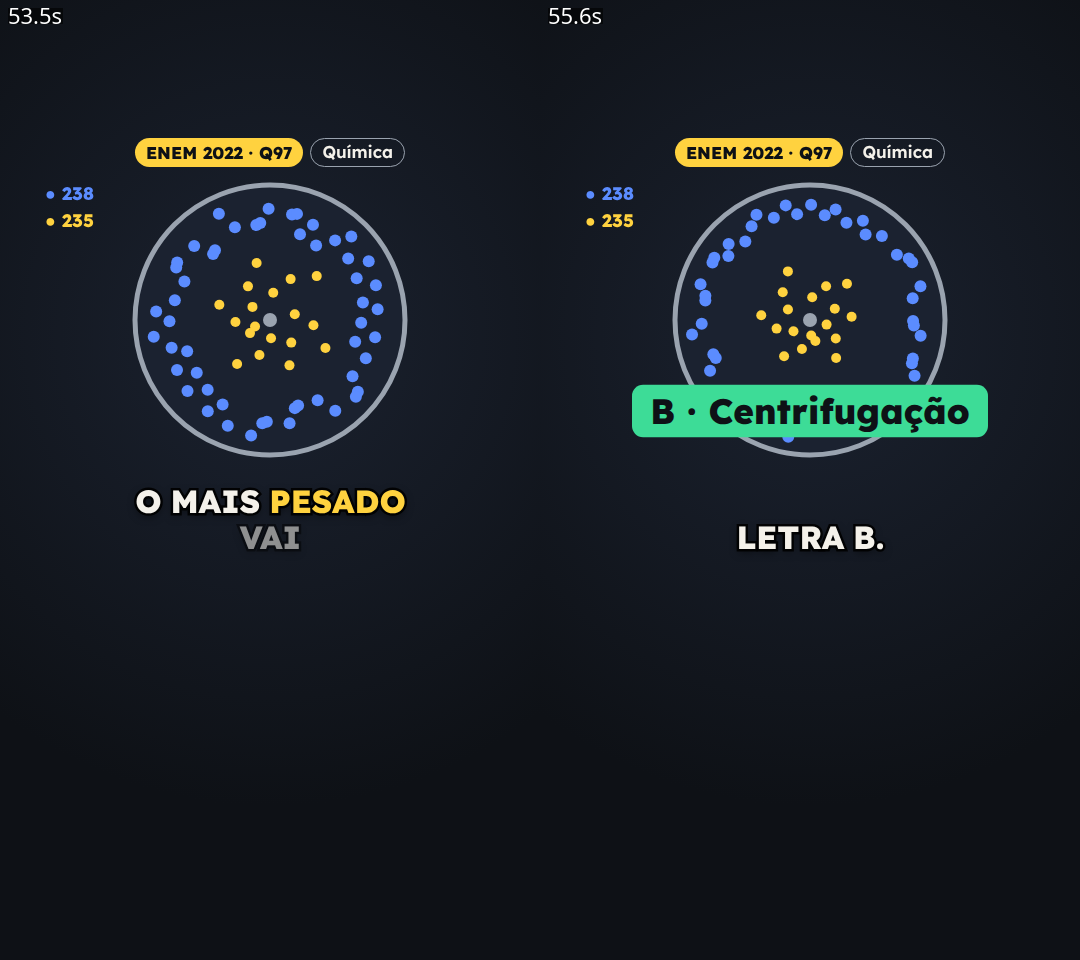 53.5s
ENEM 2022 · Q97
Química
238
235
O MAIS PESADO
VAI
55.6s
ENEM 2022 · Q97
Química
238
235
B · Centrifugação
LETRA B.